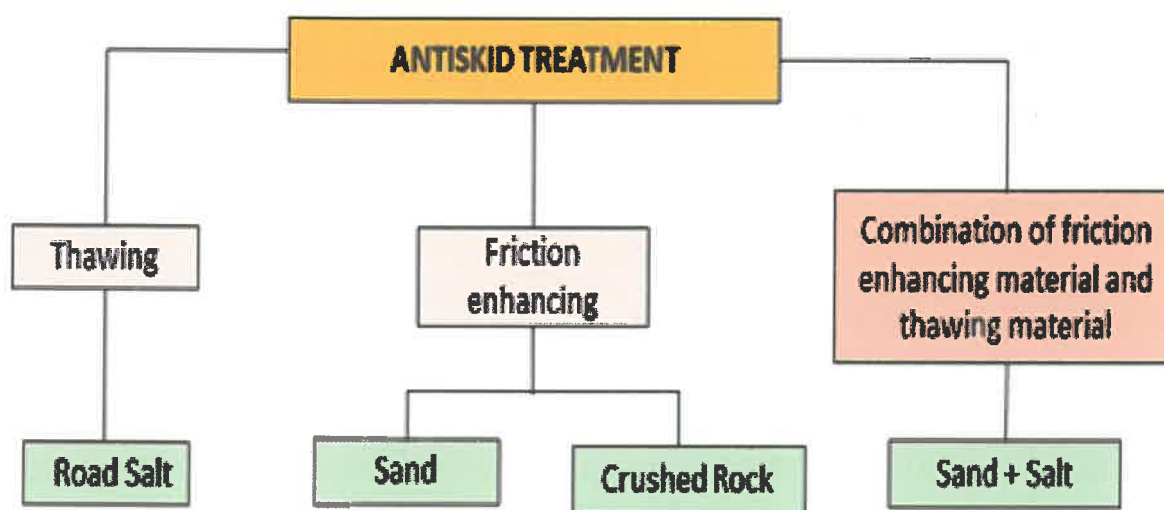 ANTISKID TREATMENT
Thawing
Friction
enhancing
Combination of friction
enhancing material and
thawing material
Road Salt
Sand
Crushed Rock
Sand + Salt